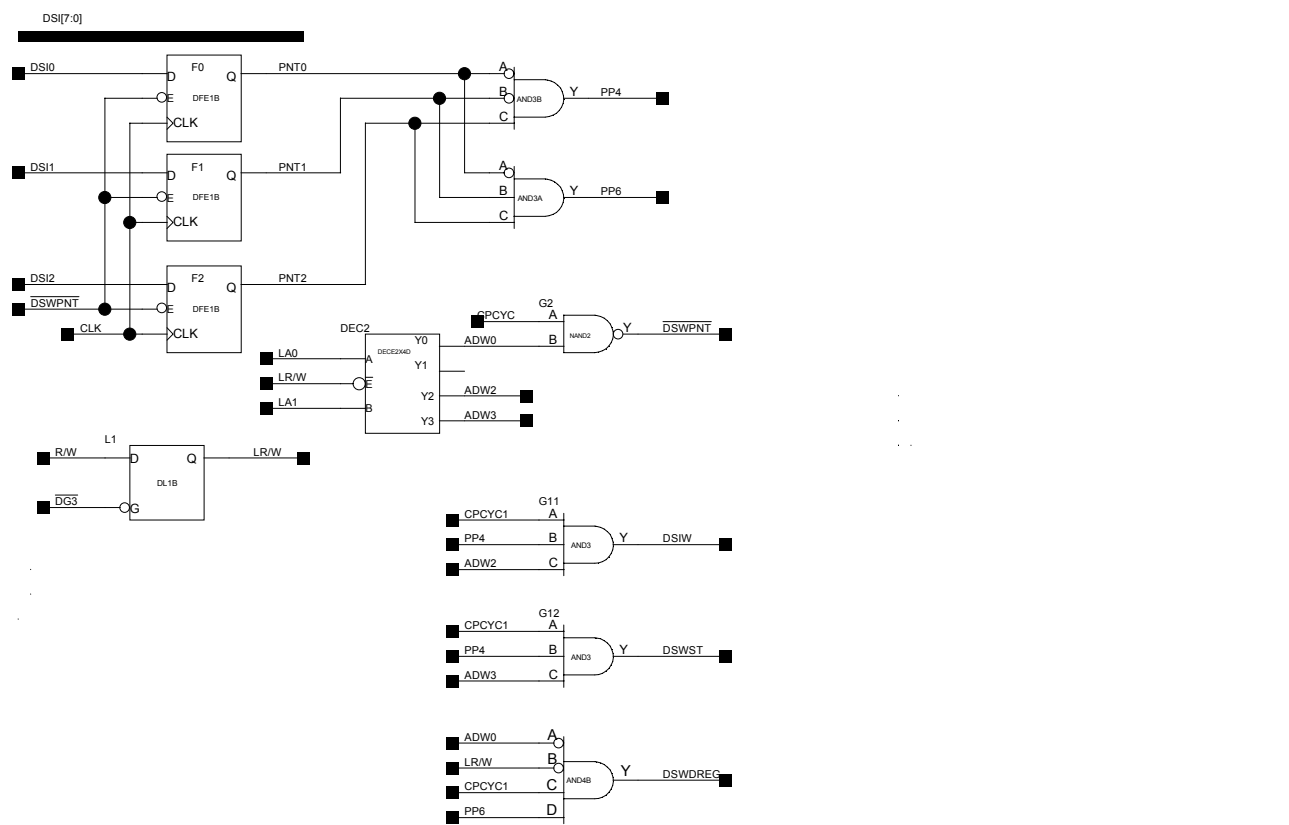 DSI[7:0]
DSI0 D F0 Q PNT0 A
E DFE1B B AND3B Y PP4
CLK C
DSI1 D F1 Q PNT1 A
E DFE1B B AND3A Y PP6
CLK C
DSI2 D F2 Q PNT2
DSWPNT E DFE1B
CLK CLK
G2
CPCYC A
ADW0 B NAND2 Y DSWPNT
DEC2
LA0 A DECE2X4D Y0
LR/W E Y1
LA1 B Y2 ADW2
Y3 ADW3
L1
R/W D Q LR/W
DL1B
DG3 G
G11
CPCYC1 A
PP4 B AND3 Y DSIW
ADW2 C
G12
CPCYC1 A
PP4 B AND3 Y DSWST
ADW3 C
ADW0 A
LR/W B AND4B Y DSWDREG
CPCYC1 C
PP6 D